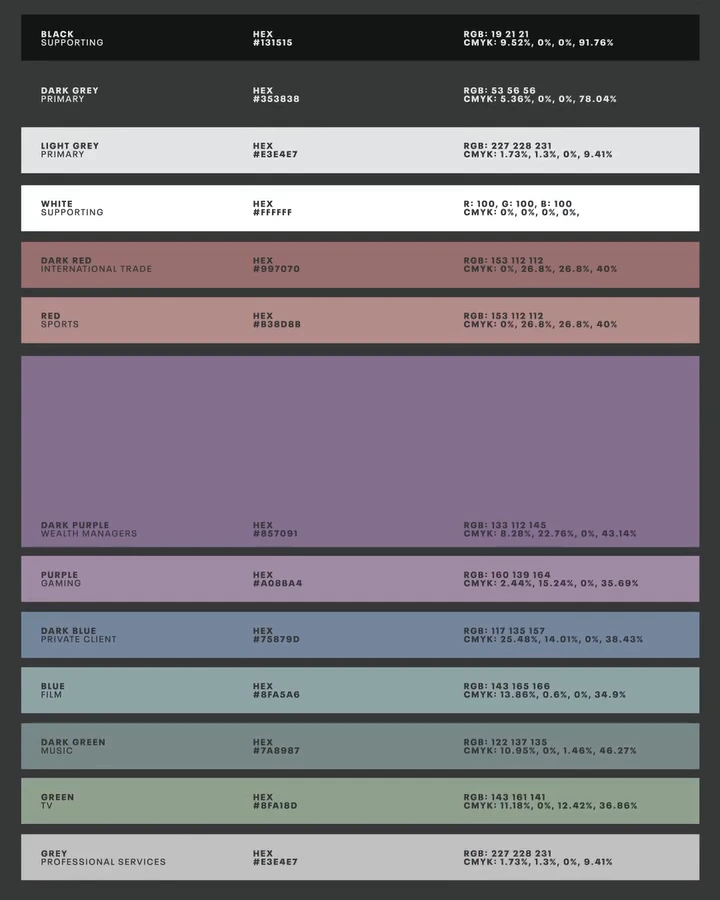 BLACK HEX RGB: 19 21 21
SUPPORTING #131515 CMYK: 9.52%, 0%, 0%, 91.76%
DARK GREY HEX RGB: 53 56 56
PRIMARY #353838 CMYK: 5.36%, 0%, 0%, 78.04%
LIGHT GREY HEX RGB: 227 228 231
PRIMARY #E3E4E7 CMYK: 1.73%, 1.3%, 0%, 9.41%
WHITE HEX R: 100, G: 100, B: 100
SUPPORTING #FFFFFF CMYK: 0%, 0%, 0%, 0%,
DARK RED HEX RGB: 153 112 112
INTERNATIONAL TRADE #997070 CMYK: 0%, 26.8%, 26.8%, 40%
RED HEX RGB: 153 112 112
SPORTS #B38D8B CMYK: 0%, 26.8%, 26.8%, 40%
DARK PURPLE HEX RGB: 133 112 145
WEALTH MANAGERS #857091 CMYK: 8.28%, 22.76%, 0%, 43.14%
PURPLE HEX RGB: 160 139 164
GAMING #A08BA4 CMYK: 2.44%, 15.24%, 0%, 35.69%
DARK BLUE HEX RGB: 117 135 157
PRIVATE CLIENT #75879D CMYK: 25.48%, 14.01%, 0%, 38.43%
BLUE HEX RGB: 143 165 166
FILM #8FA5A6 CMYK: 13.86%, 0.6%, 0%, 34.9%
DARK GREEN HEX RGB: 122 137 135
MUSIC #7A8987 CMYK: 10.95%, 0%, 1.46%, 46.27%
GREEN HEX RGB: 143 161 141
TV #8FA18D CMYK: 11.18%, 0%, 12.42%, 36.86%
GREY HEX RGB: 227 228 231
PROFESSIONAL SERVICES #E3E4E7 CMYK: 1.73%, 1.3%, 0%, 9.41%